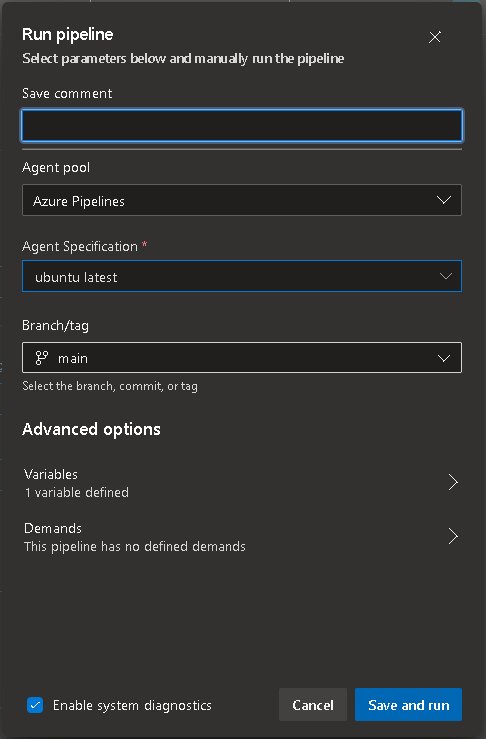 Run pipeline
Select parameters below and manually run the pipeline
Save comment
Agent pool
Azure Pipelines
Agent Specification *
ubuntu latest
Branch/tag
main
Select the branch, commit, or tag
Advanced options
Variables
1 variable defined
Demands
This pipeline has no defined demands
Enable system diagnostics
Cancel
Save and run